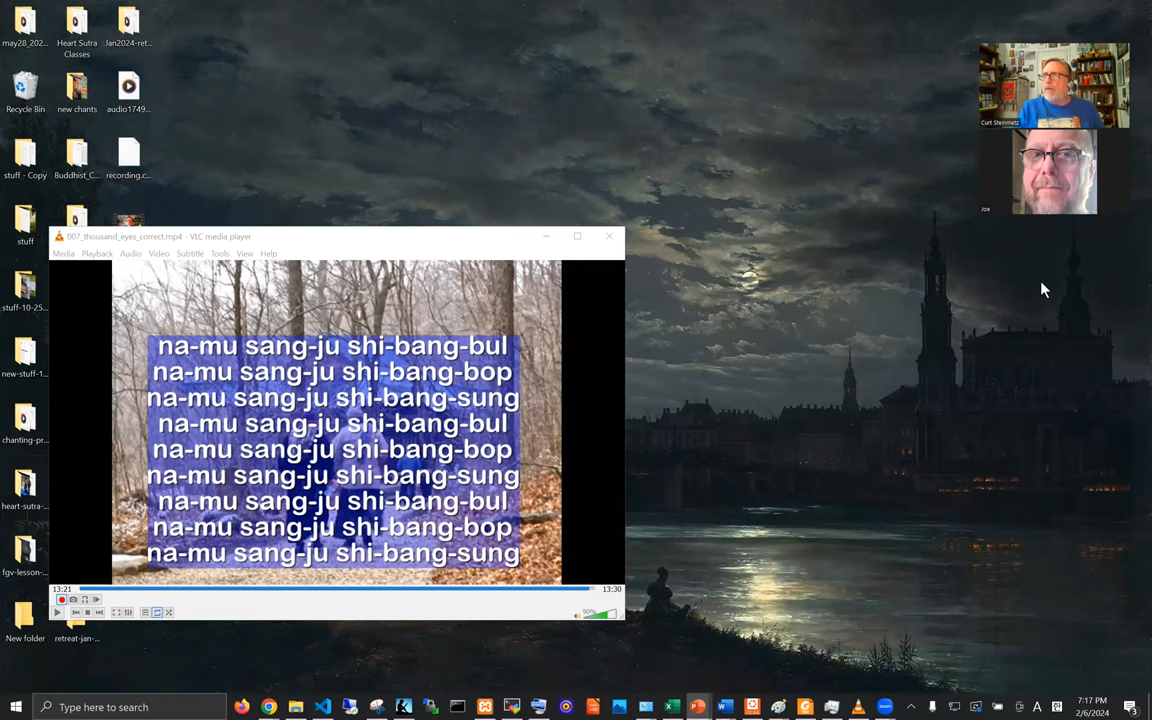 may28_202...
Heart Sutra
Classes
Jan2024-ret...
Recycle Bin
new chants
audio1749...
stuff - Copy
Buddhist_C...
recording.c...
stuff
stuff-10-25...
new-stuff-1...
chanting-pr...
heart-sutra-...
fgv-lesson-...
New folder
retreat-jan-...
007_thousand_eyes_correct.mp4 - VLC media player
Media Playback Audio Video Subtitle Tools View Help
na-mu sang-ju shi-bang-bul
na-mu sang-ju shi-bang-bop
na-mu sang-ju shi-bang-sung
na-mu sang-ju shi-bang-bul
na-mu sang-ju shi-bang-bop
na-mu sang-ju shi-bang-sung
na-mu sang-ju shi-bang-bul
na-mu sang-ju shi-bang-bop
na-mu sang-ju shi-bang-sung
13:21
13:30
90%
Curt Steinmetz
Joe
Type here to search
7:17 PM
2/6/2024